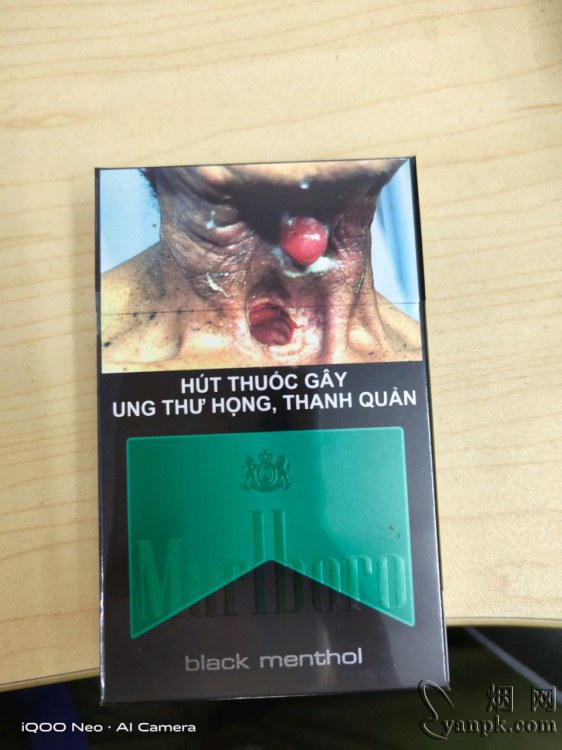 HÚT THUỐC GÂY
UNG THƯ HỌNG, THANH QUẢN
Marlboro
black menthol
iQOO Neo · AI Camera
烟网
yanpk.com